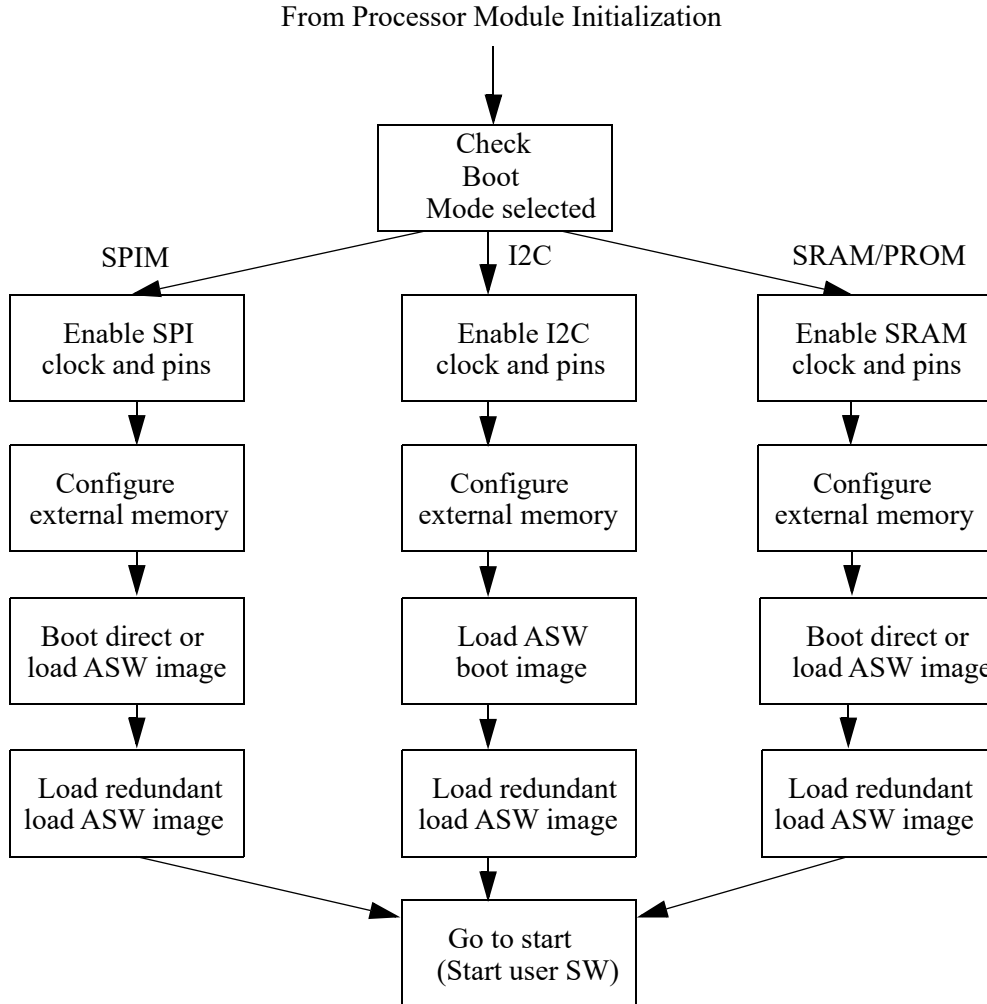 From Processor Module Initialization
Check
Boot
Mode selected
SPIM
I2C
SRAM/PROM
Enable SPI
clock and pins
Enable I2C
clock and pins
Enable SRAM
clock and pins
Configure
external memory
Configure
external memory
Configure
external memory
Boot direct or
load ASW image
Load ASW
boot image
Boot direct or
load ASW image
Load redundant
load ASW image
Load redundant
load ASW image
Load redundant
load ASW image
Go to start
(Start user SW)